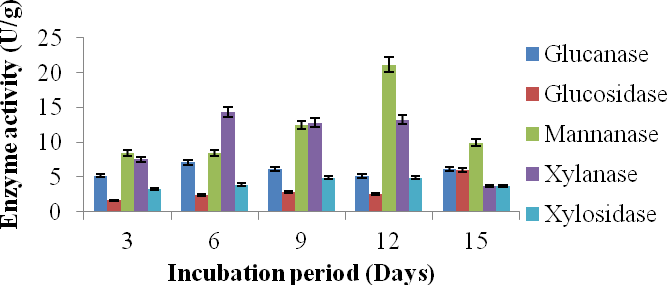 Enzyme activity (U/g)
25
20
15
10
5
0
3 6 9 12 15
Incubation period (Days)
Glucanase
Glucosidase
Mannanase
Xylanase
Xylosidase